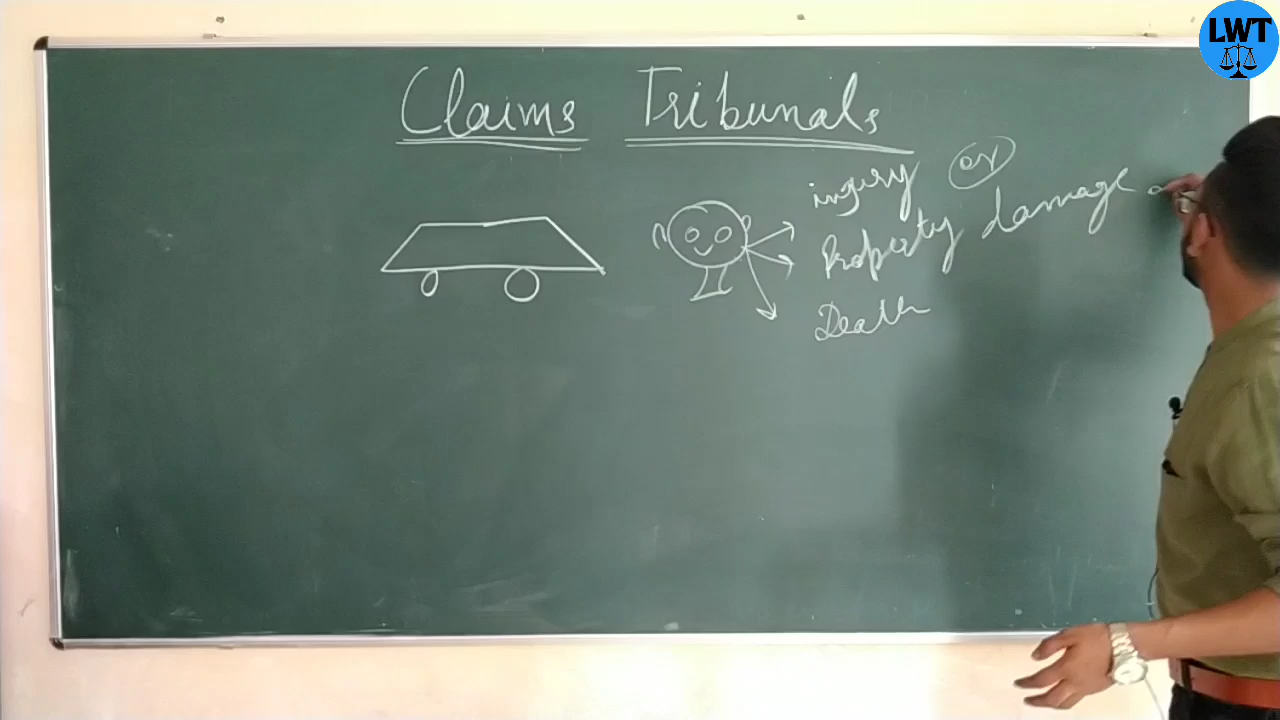 LWT
Claims Tribunals
injury or
Property damage o
Death